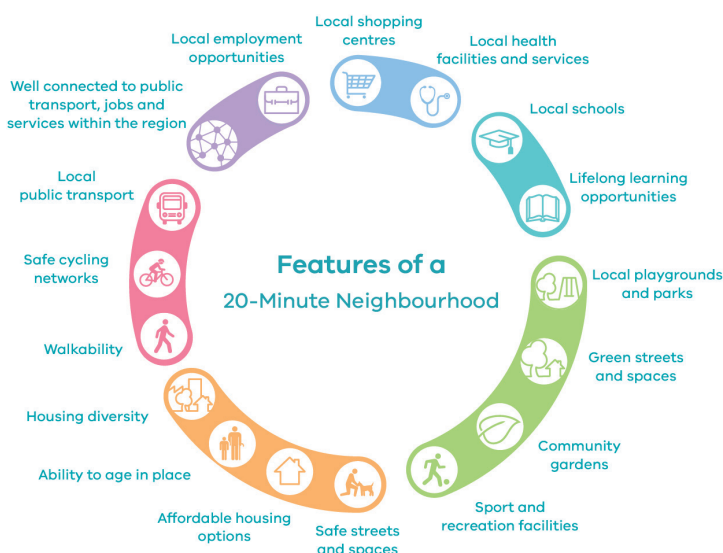 Features of a
20-Minute Neighbourhood
Local shopping
centres
Local health
facilities and services
Local schools
Lifelong learning
opportunities
Local playgrounds
and parks
Green streets
and spaces
Community
gardens
Sport and
recreation facilities
Safe streets
and spaces
Affordable housing
options
Ability to age in place
Housing diversity
Walkability
Safe cycling
networks
Local
public transport
Well connected to public
transport, jobs and
services within the region
Local employment
opportunities